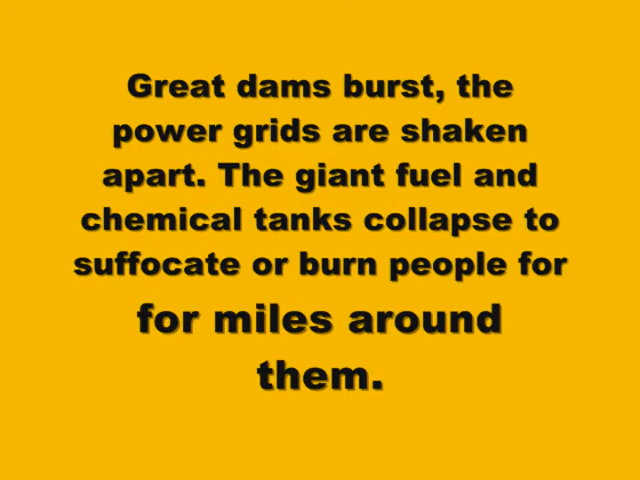 Great dams burst, the
power grids are shaken
apart. The giant fuel and
chemical tanks collapse to
suffocate or burn people for
for miles around
them.